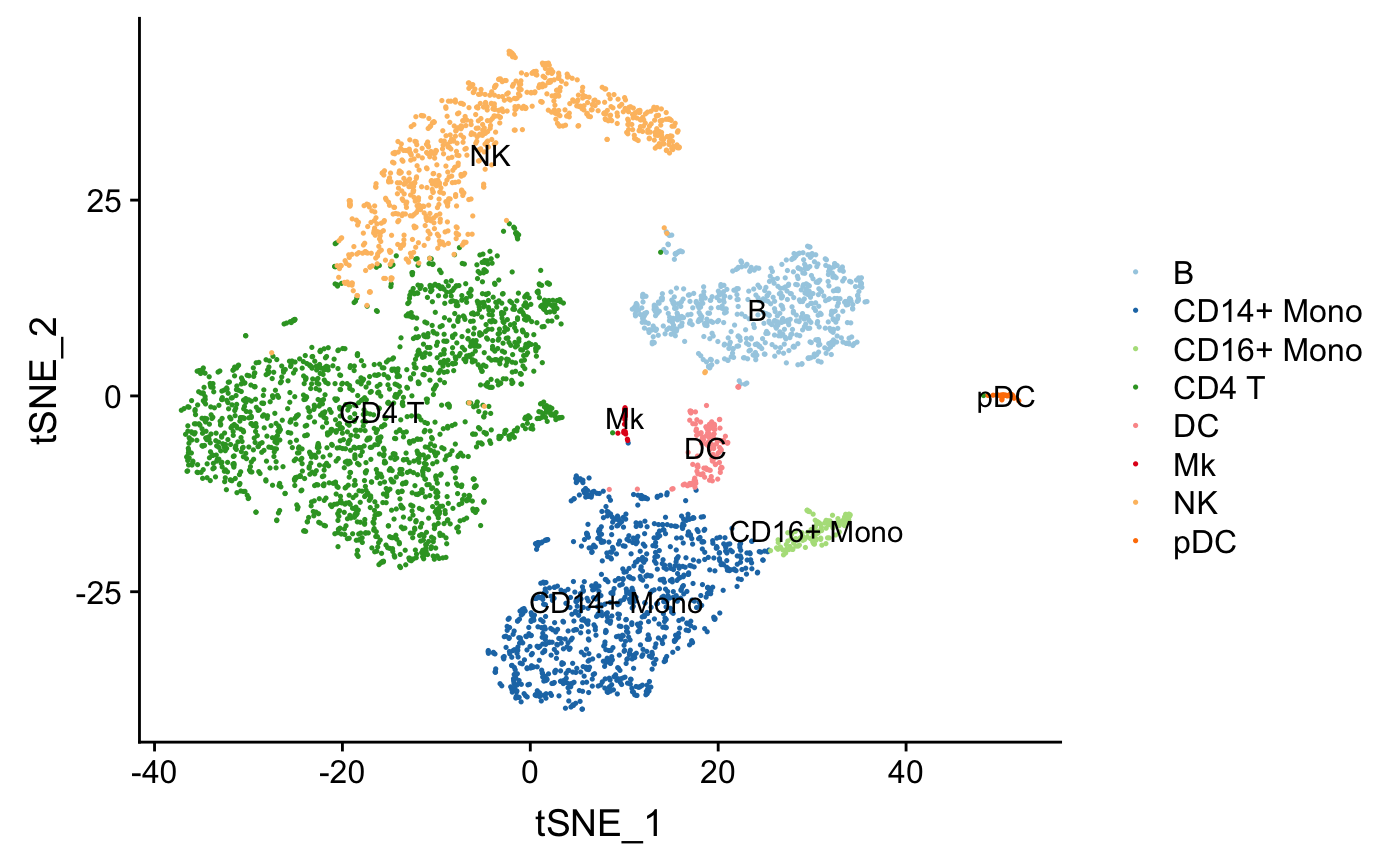 NK
25
B
B
CD14+ Mono
CD16+ Mono
tSNE_2
0
CD4 T
Mk
pDC
CD4 T
DC
DC
Mk
CD16+ Mono
NK
pDC
-25
CD14+ Mono
-40
-20
0
20
40
tSNE_1